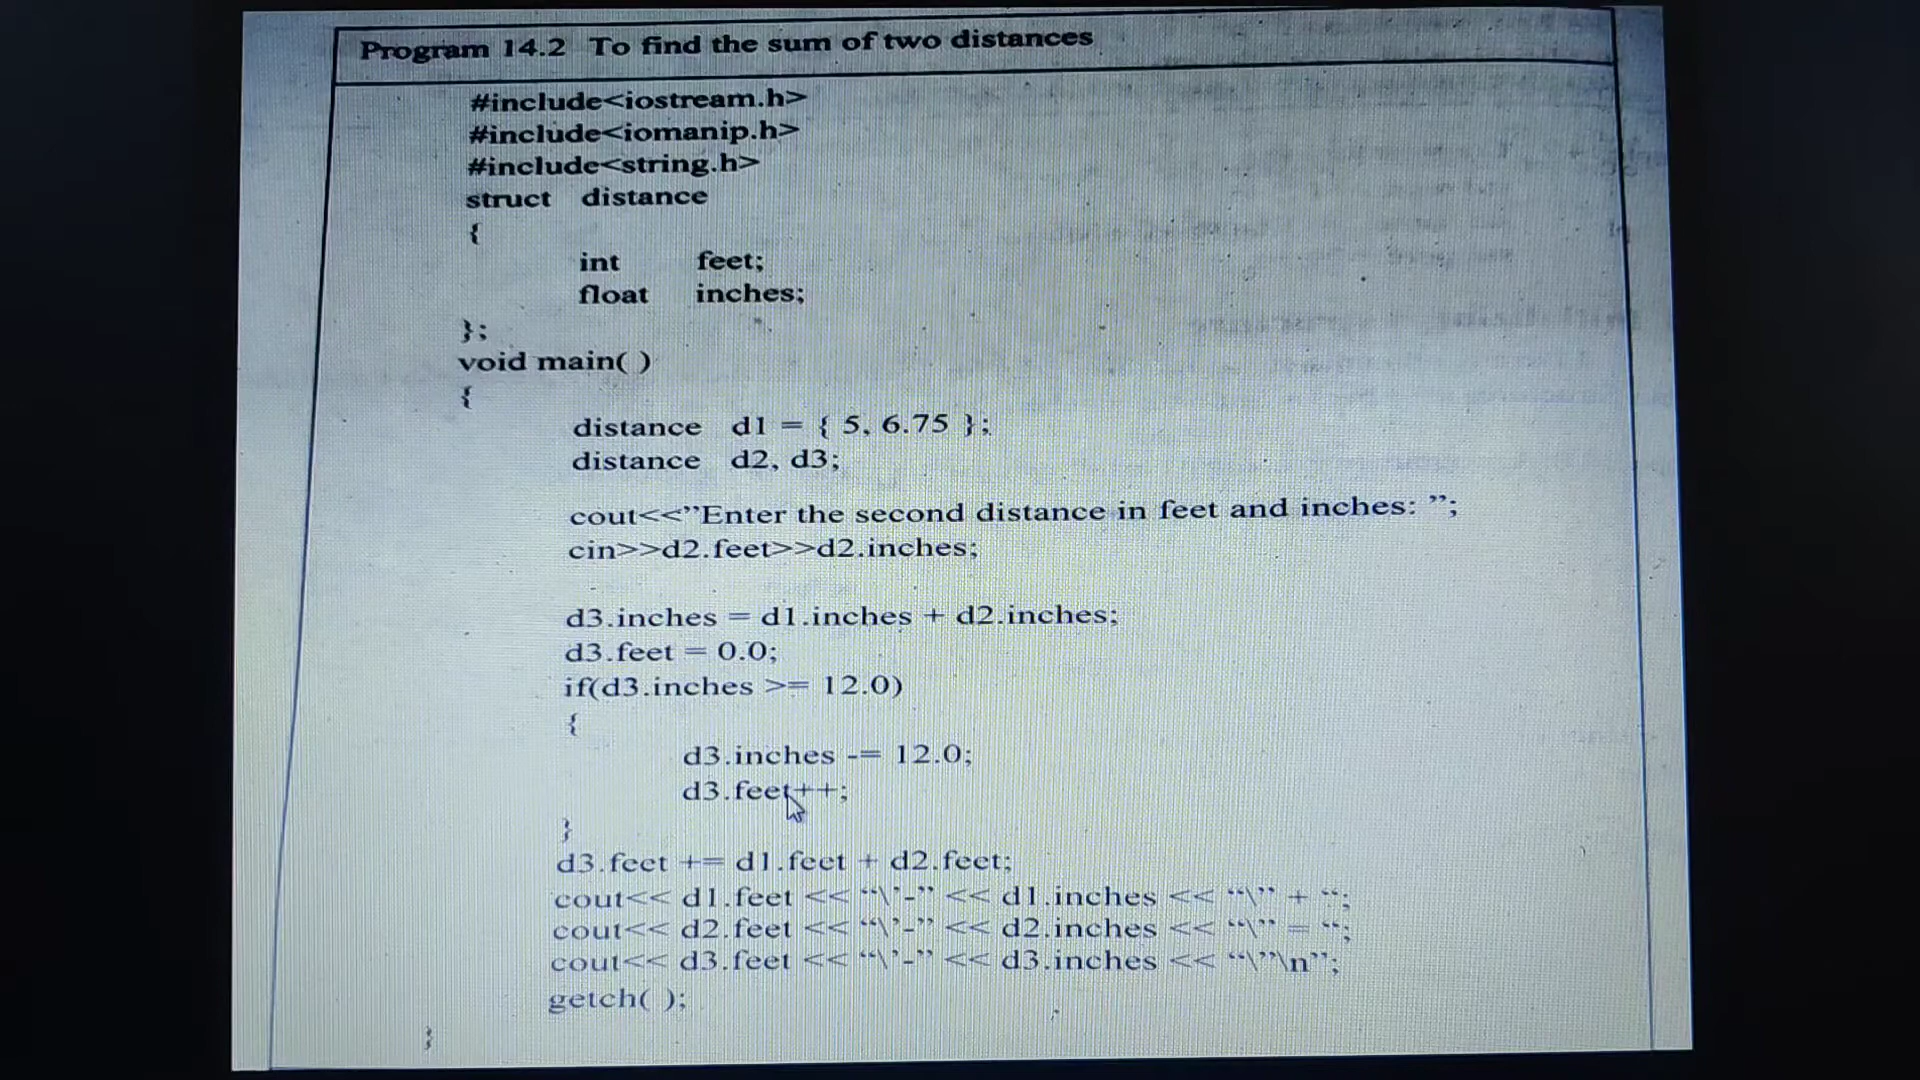 Program 14.2 To find the sum of two distances
#include<iostream.h>
#include<iomanip.h>
#include<string.h>
struct distance
{
int feet;
float inches;
};
void main( )
{
distance d1 = { 5, 6.75 };
distance d2, d3;
cout<<”Enter the second distance in feet and inches: ”;
cin>>d2.feet>>d2.inches;
d3.inches = d1.inches + d2.inches;
d3.feet = 0.0;
if(d3.inches >= 12.0)
{
d3.inches -= 12.0;
d3.feet++;
}
d3.feet += d1.feet + d2.feet;
cout<< d1.feet << “\’-” << d1.inches << “\” + “;
cout<< d2.feet << “\’-” << d2.inches << “\” = “;
cout<< d3.feet << “\’-” << d3.inches << “\”\n”;
getch( );
}